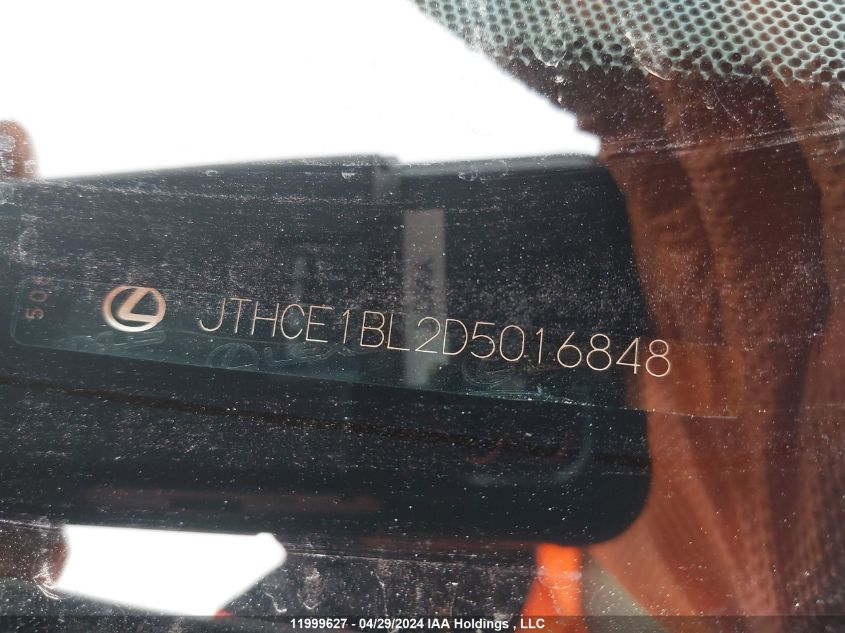 JTHCE1BL2D5016848
11999627 - 04/29/2024 IAA Holdings , LLC